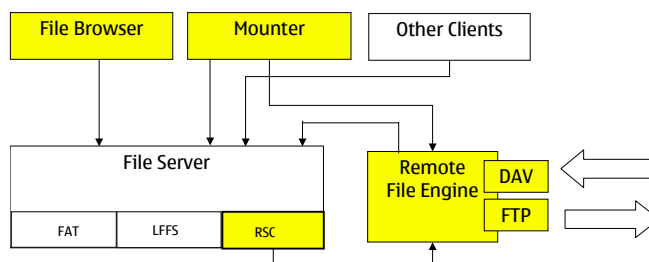 File Browser
Mounter
Other Clients
File Server
Remote
File Engine
DAV
FTP
FAT
LFFS
RSC